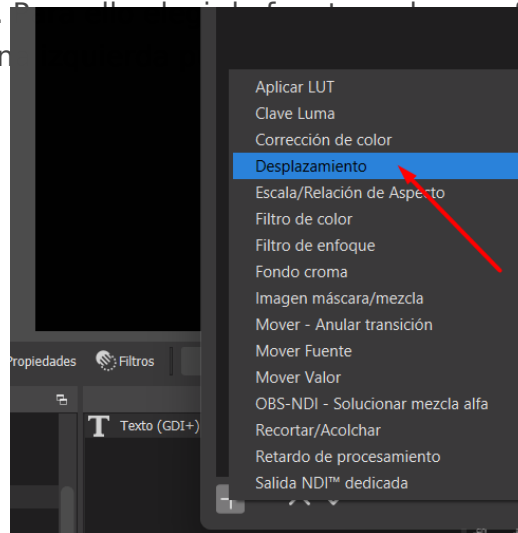 Aplicar LUT
Clave Luma
Corrección de color
Desplazamiento
Escala/Relación de Aspecto
Filtro de color
Filtro de enfoque
Fondo croma
Imagen máscara/mezcla
Mover - Anular transición
Mover Fuente
Mover Valor
OBS-NDI - Solucionar mezcla alfa
Recortar/Acolchar
Retardo de procesamiento
Salida NDI™ dedicada
Propiedades Filtros
T Texto (GDI+)